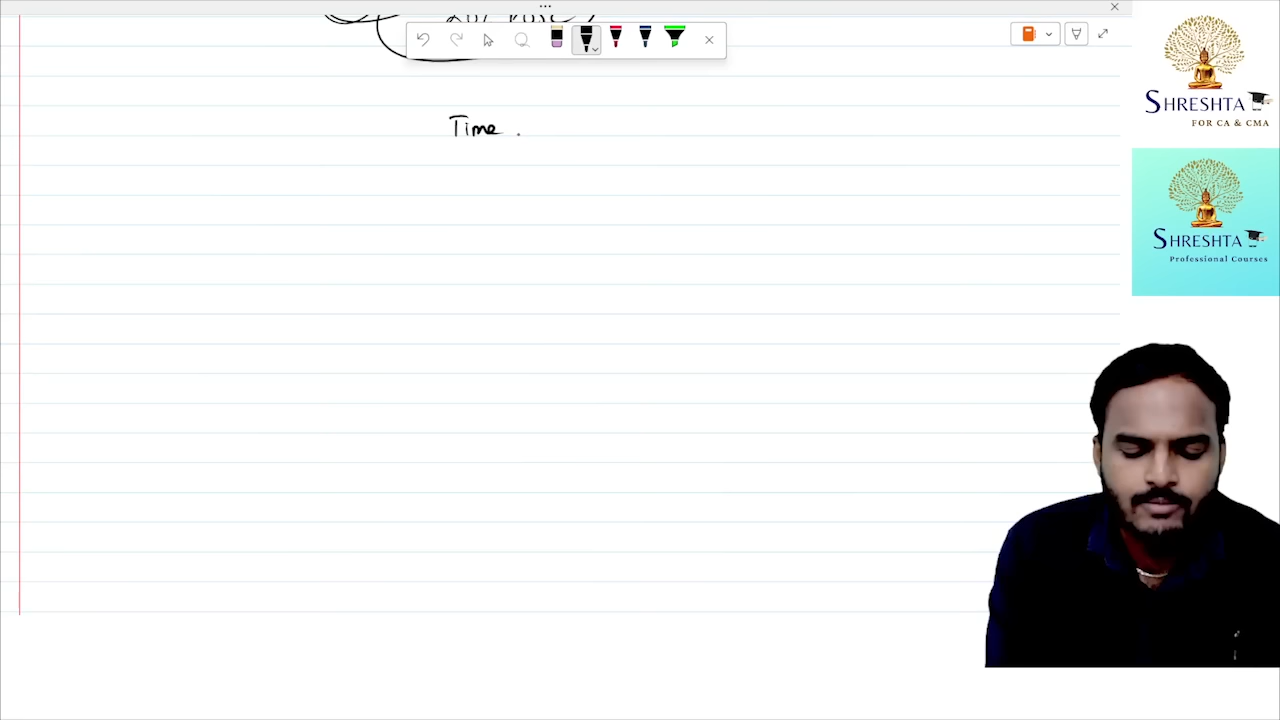 Time
SHRESHTA
FOR CA & CMA
SHRESHTA
Professional Courses